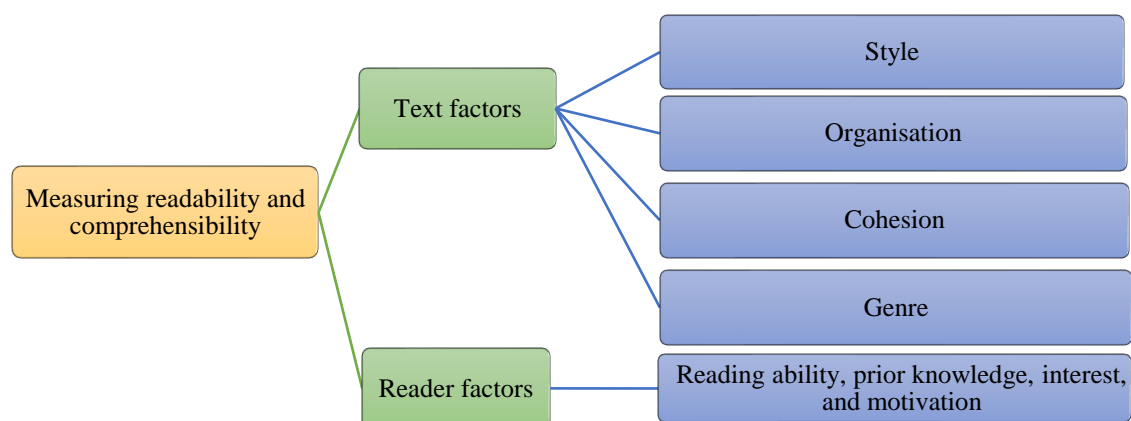 Measuring readability and
comprehensibility
Text factors
Style
Organisation
Cohesion
Genre
Reader factors
Reading ability, prior knowledge, interest,
and motivation